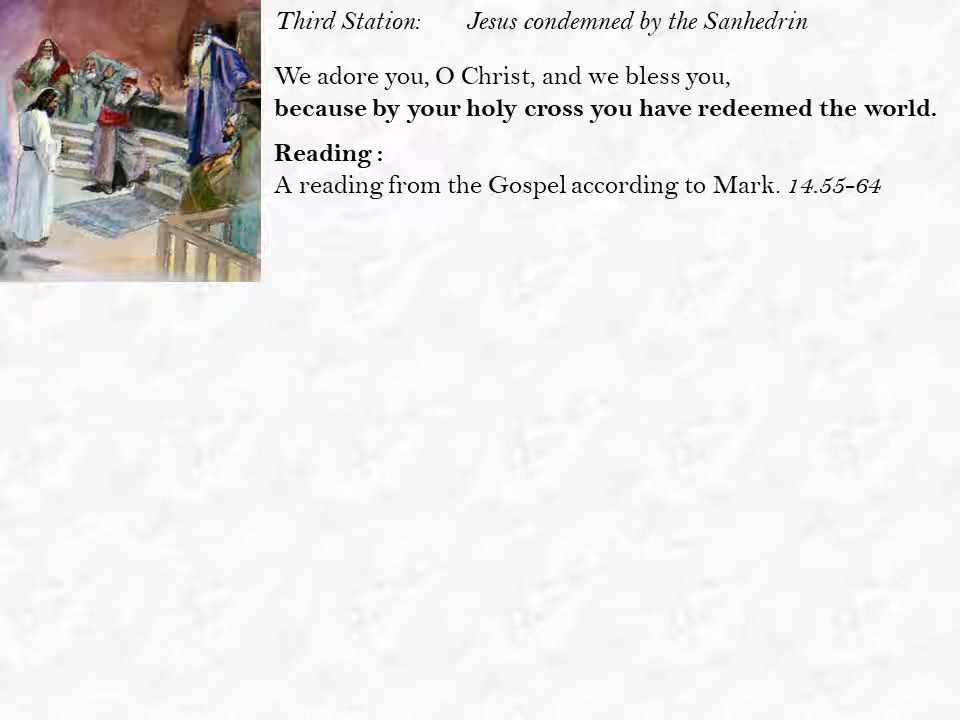 Third Station: Jesus condemned by the Sanhedrin
We adore you, O Christ, and we bless you,
because by your holy cross you have redeemed the world.
Reading :
A reading from the Gospel according to Mark. 14.55-64